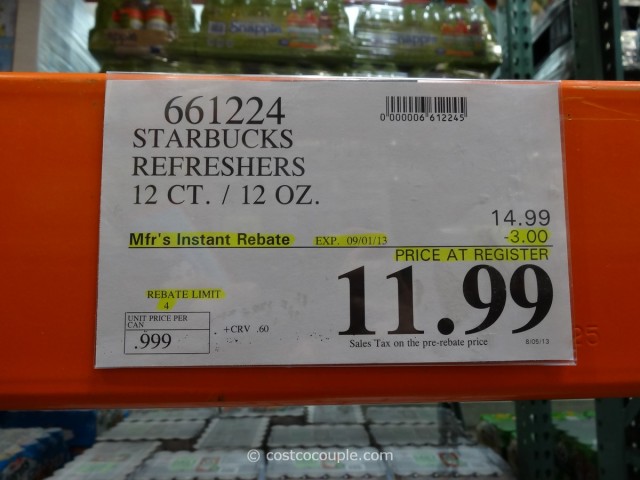 Snapple
661224
0 000006 612245
STARBUCKS
REFRESHERS
12 CT. / 12 OZ.
14.99
Mfr's Instant Rebate EXP. 09/01/13 -3.00
PRICE AT REGISTER
11.99
REBATE LIMIT
4
UNIT PRICE PER
CAN
.999
. +CRV .60
Sales Tax on the pre-rebate price
8/05/13
25
© costcocouple.com